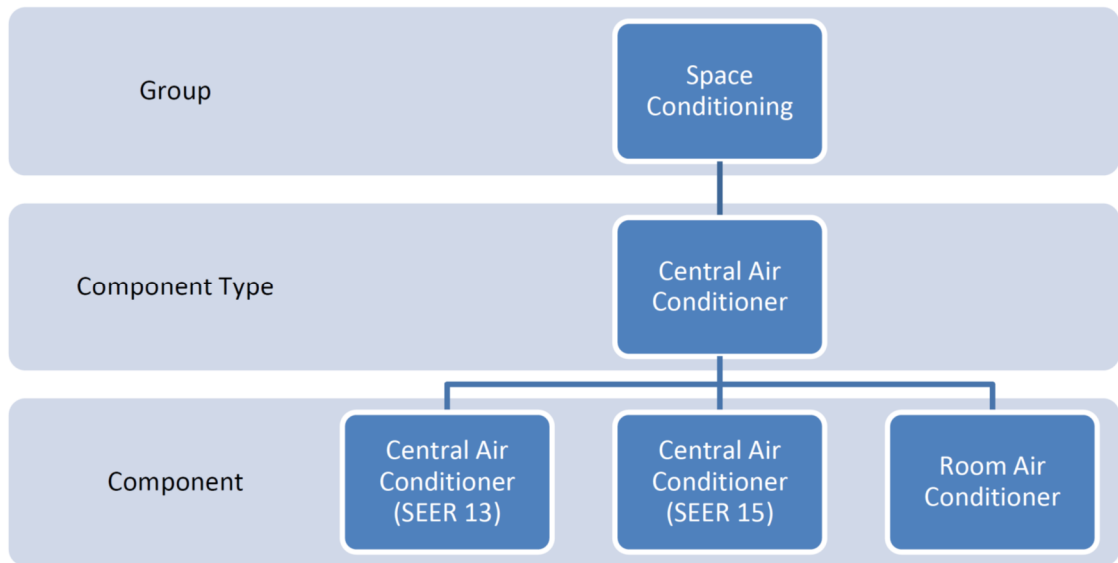 Group
Space
Conditioning
Component Type
Central Air
Conditioner
Component
Central Air
Conditioner
(SEER 13)
Central Air
Conditioner
(SEER 15)
Room Air
Conditioner